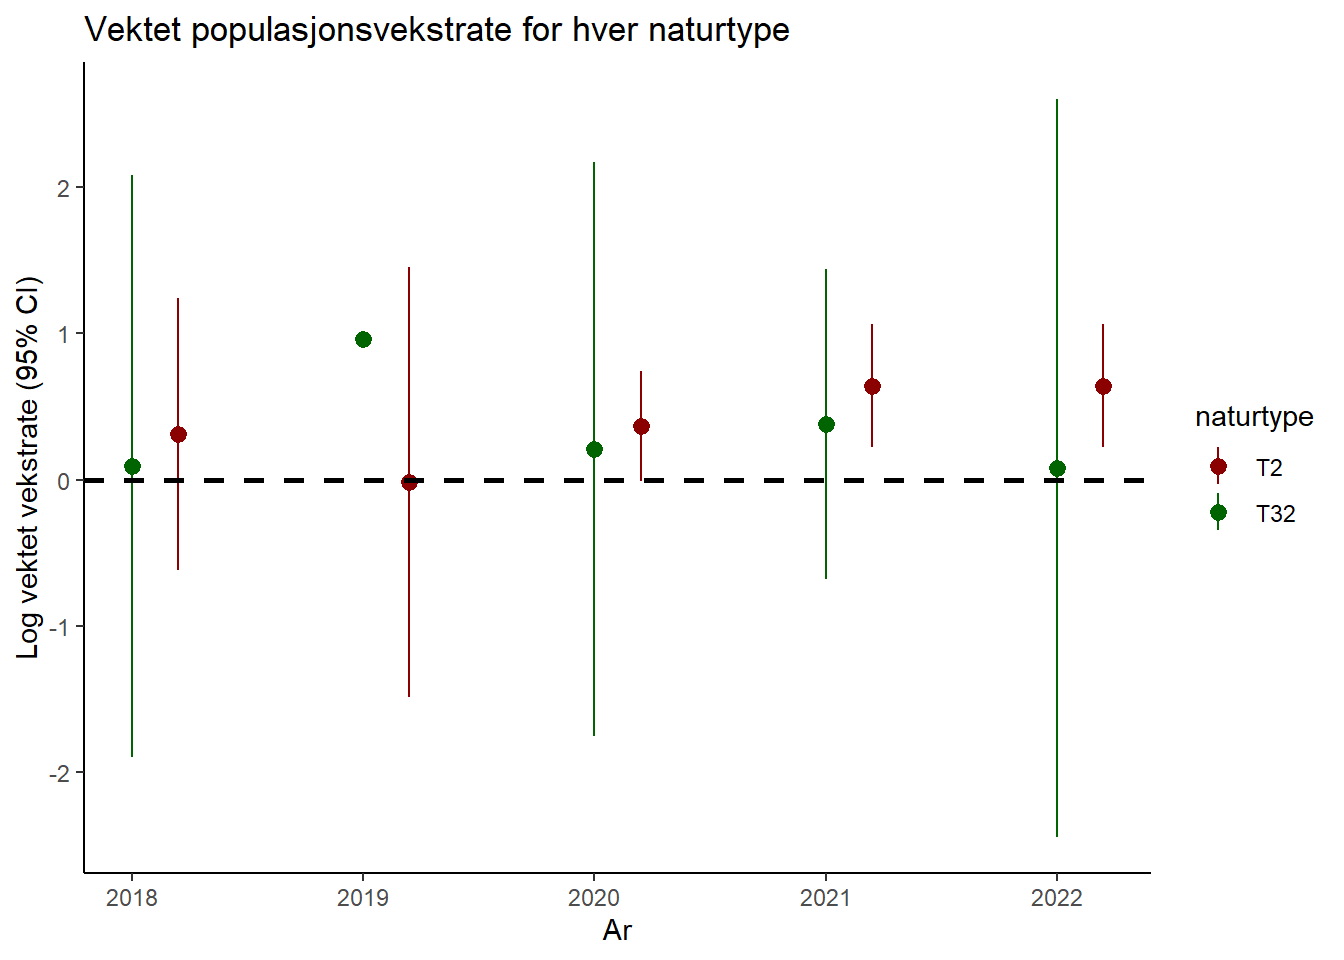 Vektet populasjonsvekstrate for hver naturtype
Log vektet vekstrate (95% CI)
2
1
0
-1
-2
2018 2019 2020 2021 2022
Ar
naturtype
T2
T32